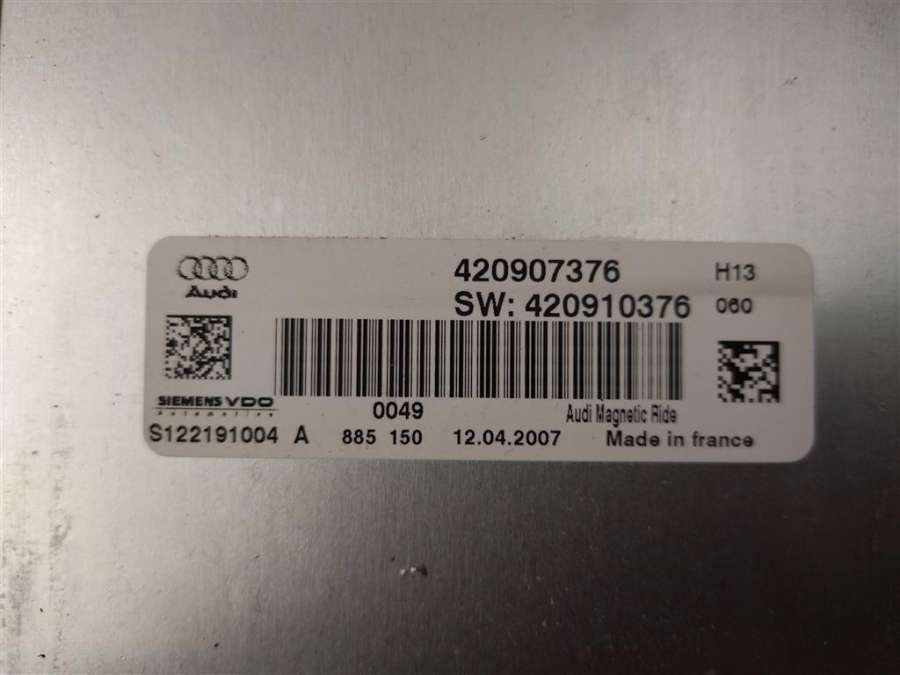 420907376 H13
Audi
SW: 420910376 060
SIEMENS VDO
Automotive
0049 Audi Magnetic Ride
S122191004 A 885 150 12.04.2007 Made in france